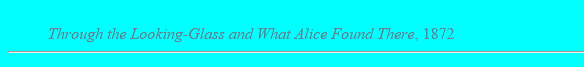 Through the Looking-Glass and What Alice Found There, 1872